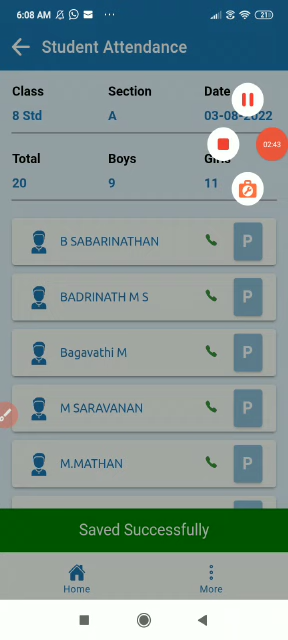 6:08 AM
21
Student Attendance
Class Section Date
8 Std A 03-08-2022
02:43
Total Boys Girls
20 9 11
B SABARINATHAN P
BADRINATH M S P
Bagavathi M P
M SARAVANAN P
M.MATHAN P
Saved Successfully
Home More